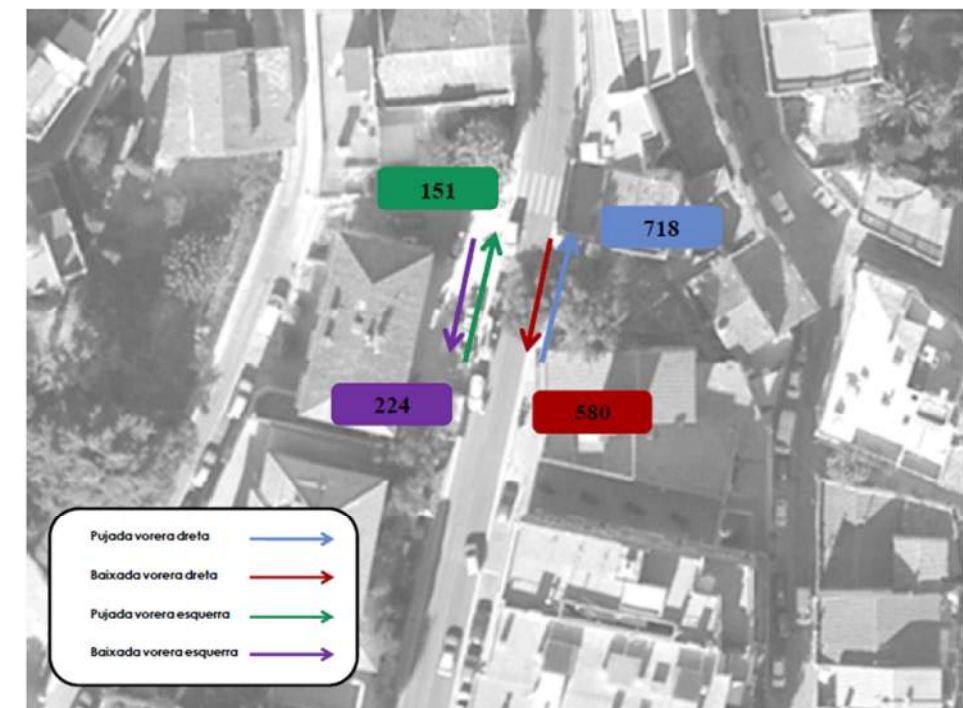 151
718
224
580
Pujada vorera dreta
Baixada vorera dreta
Pujada vorera esquerra
Baixada vorera esquerra